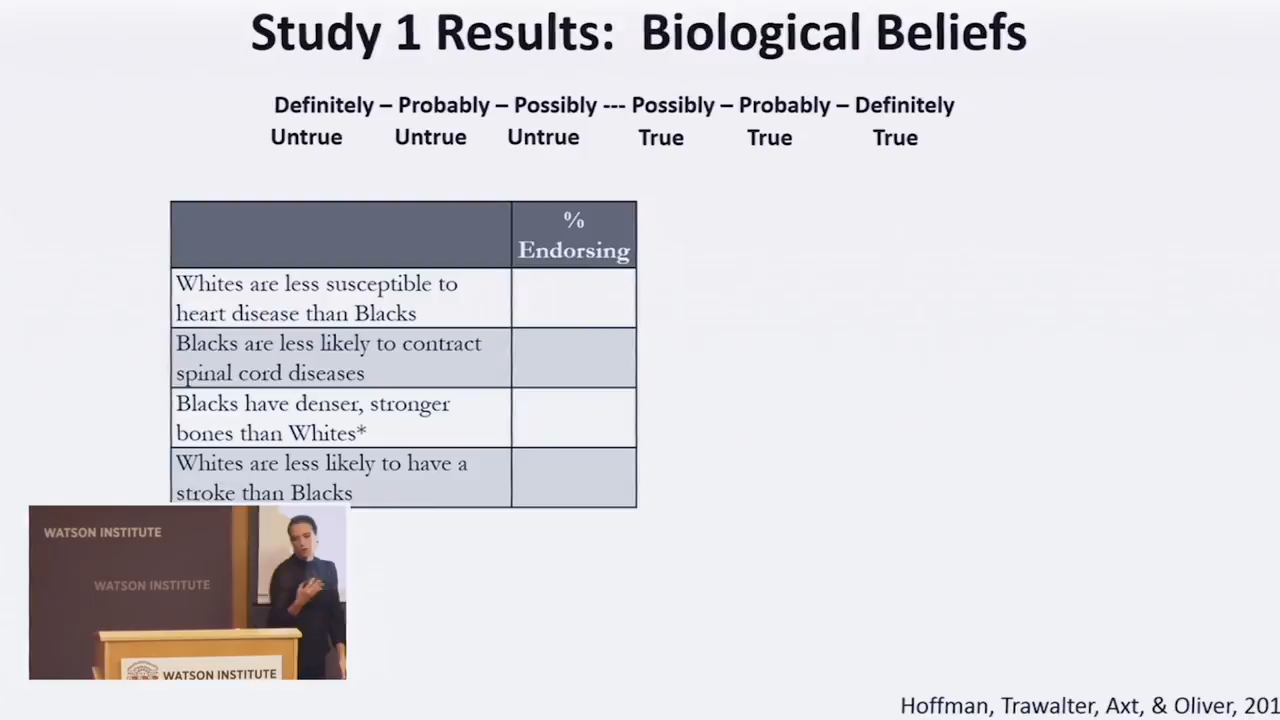 Study 1 Results: Biological Beliefs
Definitely – Probably – Possibly --- Possibly – Probably – Definitely
Untrue Untrue Untrue True True True
%
Endorsing
Whites are less susceptible to
heart disease than Blacks
Blacks are less likely to contract
spinal cord diseases
Blacks have denser, stronger
bones than Whites*
Whites are less likely to have a
stroke than Blacks
WATSON INSTITUTE
WATSON INSTITUTE
WATSON INSTITUTE
Hoffman, Trawalter, Axt, & Oliver, 201